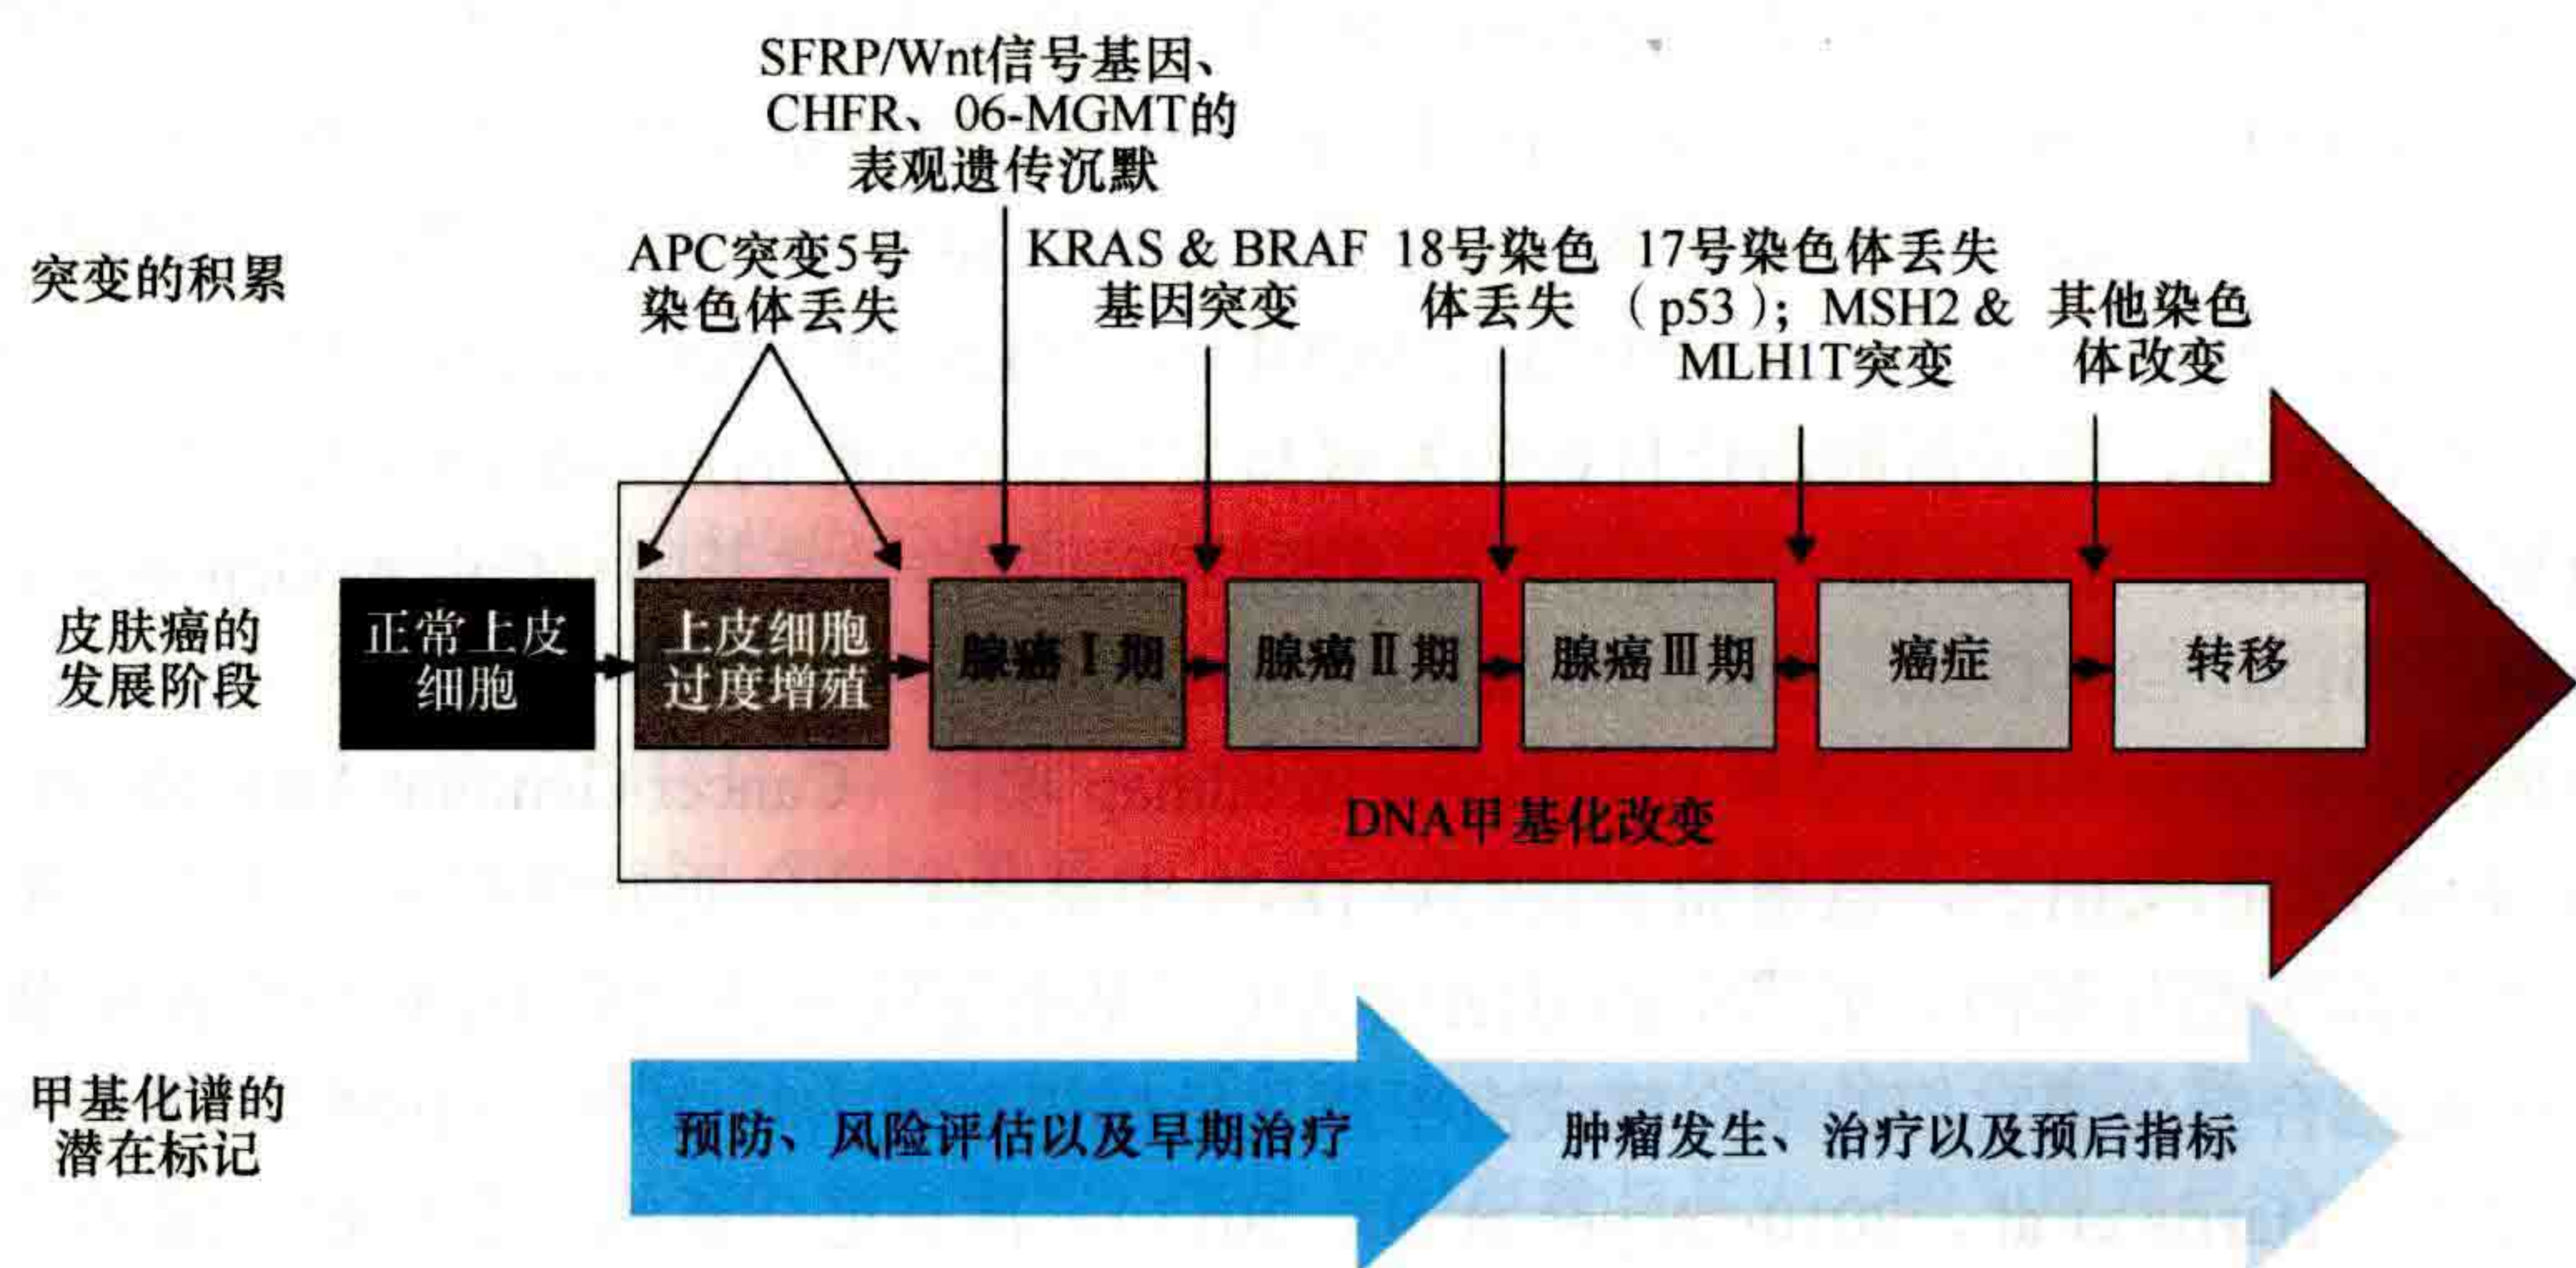 SFRP/Wnt信号基因、
CHFR、06-MGMT的
表观遗传沉默
突变的积累
APC突变5号
染色体丢失
KRAS & BRAF
基因突变
18号染色
体丢失
17号染色体丢失
（p53）；MSH2 &
MLH1T突变
其他染色
体改变
皮肤癌的
发展阶段
正常上皮
细胞
上皮细胞
过度增殖
腺癌Ⅰ期
腺癌Ⅱ期
腺癌Ⅲ期
癌症
转移
DNA甲基化改变
甲基化谱的
潜在标记
预防、风险评估以及早期治疗
肿瘤发生、治疗以及预后指标